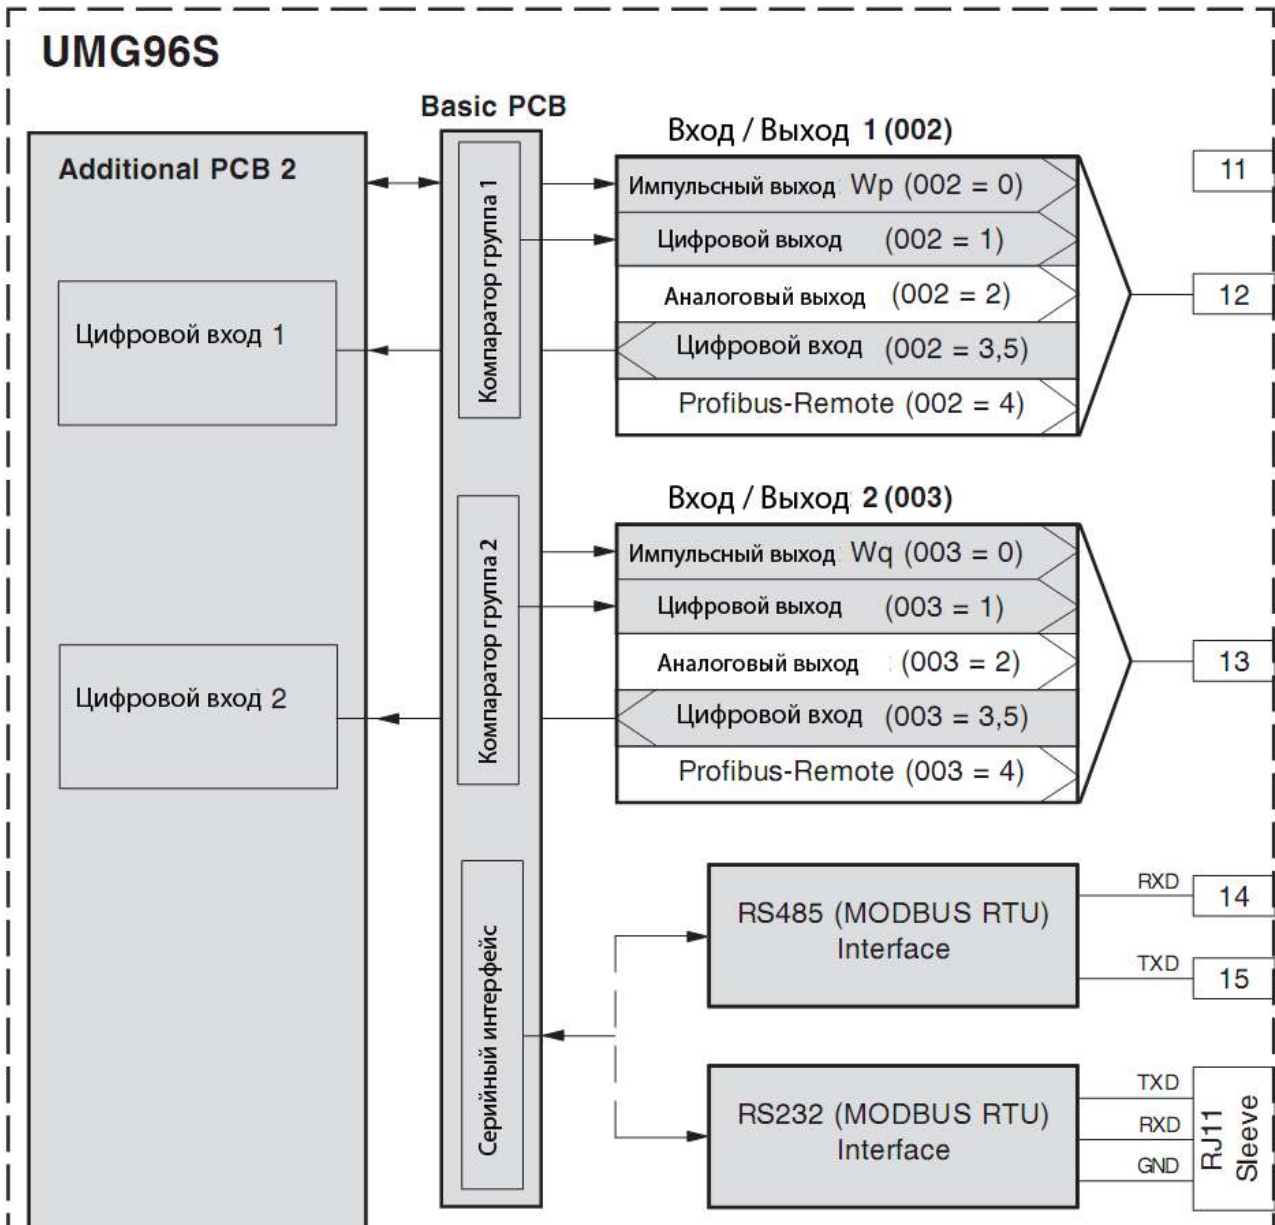 UMG96S
Basic PCB
Additional PCB 2
Цифровой вход 1
Цифровой вход 2
Компаратор группа 1
Компаратор группа 2
Серийный интерфейс
Вход / Выход 1 (002)
Импульсный выход Wp (002 = 0)
Цифровой выход (002 = 1)
Аналоговый выход (002 = 2)
Цифровой вход (002 = 3,5)
Profibus-Remote (002 = 4)
11
12
Вход / Выход 2 (003)
Импульсный выход Wq (003 = 0)
Цифровой выход (003 = 1)
Аналоговый выход (003 = 2)
Цифровой вход (003 = 3,5)
Profibus-Remote (003 = 4)
13
RS485 (MODBUS RTU)
Interface
RXD
14
TXD
15
RS232 (MODBUS RTU)
Interface
TXD
RXD
GND
RJ11
Sleeve